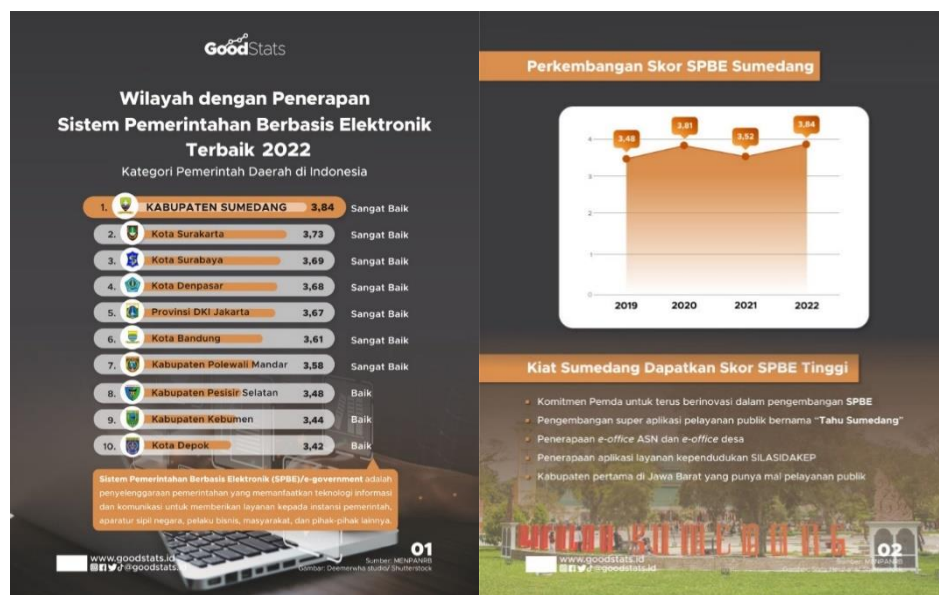 GoodStats
Wilayah dengan Penerapan
Sistem Pemerintahan Berbasis Elektronik
Terbaik 2022
Kategori Pemerintah Daerah di Indonesia
1. KABUPATEN SUMEDANG 3,84 Sangat Baik
2. Kota Surakarta 3,73 Sangat Baik
3. Kota Surabaya 3,69 Sangat Baik
4. Kota Denpasar 3,68 Sangat Baik
5. Provinsi DKI Jakarta 3,67 Sangat Baik
6. Kota Bandung 3,61 Sangat Baik
7. Kabupaten Polewali Mandar 3,58 Sangat Baik
8. Kabupaten Pesisir Selatan 3,48 Baik
9. Kabupaten Kebumen 3,44 Baik
10. Kota Depok 3,42 Baik
Sistem Pemerintahan Berbasis Elektronik (SPBE)/e-government adalah
penyelenggaraan pemerintahan yang memanfaatkan teknologi informasi
dan komunikasi untuk memberikan layanan kepada instansi pemerintah,
aparatur sipil negara, pelaku bisnis, masyarakat, dan pihak-pihak lainnya.
01
www.goodstats.id
@goodstats.id
Sumber: MENPANRB
Gambar: Deemerwha studio/ Shutterstock
Perkembangan Skor SPBE Sumedang
3,48
3,81
3,52
3,84
4
3
2
1
0
2019 2020 2021 2022
Kiat Sumedang Dapatkan Skor SPBE Tinggi
Komitmen Pemda untuk terus berinovasi dalam pengembangan SPBE
Pengembangan super aplikasi pelayanan publik bernama “Tahu Sumedang”
Penerapaan e-office ASN dan e-office desa
Penerapaan aplikasi layanan kependudukan SILASIDAKEP
Kabupaten pertama di Jawa Barat yang punya mal pelayanan publik
02
www.goodstats.id
@goodstats.id
Sumber: MENPANRB